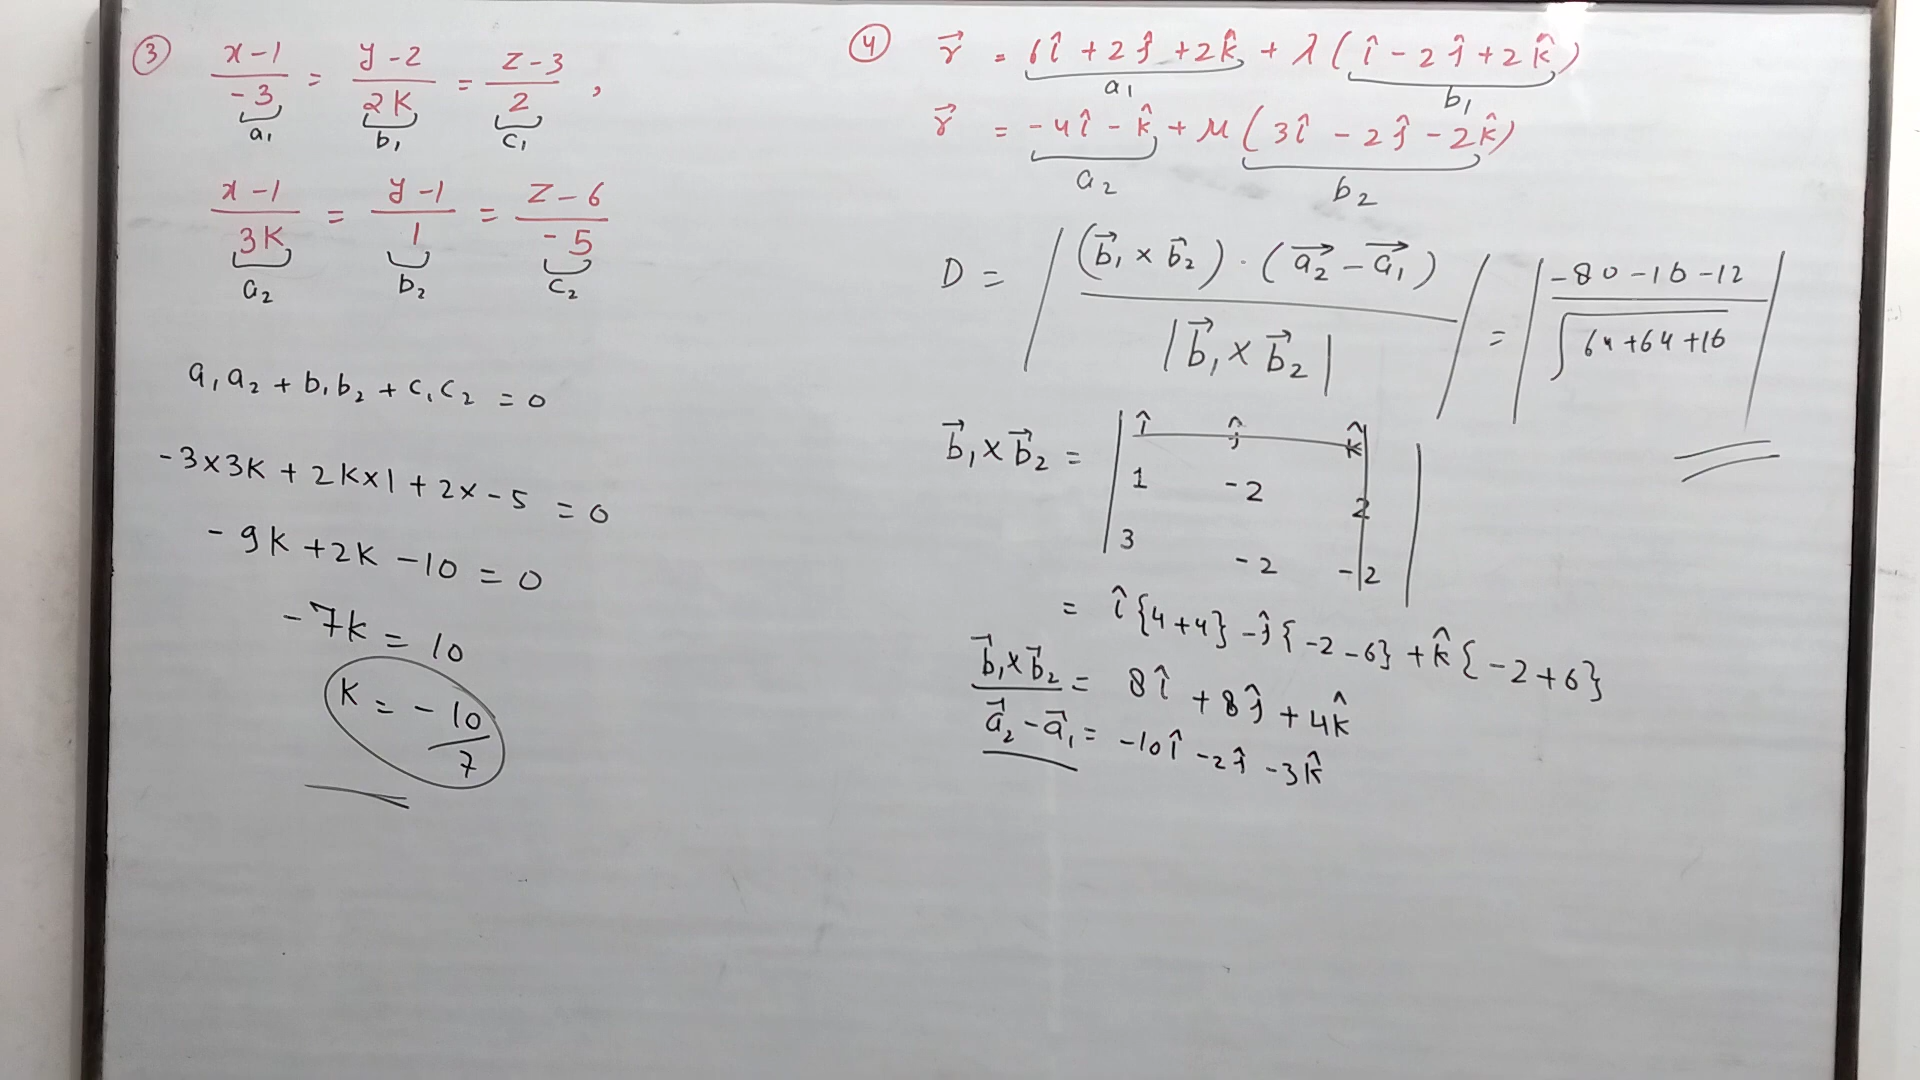 ③ x-1/-3 = y-2/2K = z-3/2 ,
a₁ b₁ c₁
x-1/3K = y-1/1 = z-6/-5
a₂ b₂ c₂
a₁a₂ + b₁b₂ + c₁c₂ = 0
-3×3K + 2K×1 + 2×-5 = 0
-9K + 2K - 10 = 0
-7K = 10
K = -10/7
④ r⃗ = 6î + 2ĵ + 2k̂ + λ(î - 2ĵ + 2k̂)
a₁ b₁
r⃗ = -4î - k̂ + μ(3î - 2ĵ - 2k̂)
a₂ b₂
D = |(b⃗₁ × b⃗₂) · (a⃗₂ - a⃗₁) / |b⃗₁ × b⃗₂|| = |-80-16-12 / √64+64+16|
b⃗₁ × b⃗₂ = | î ĵ k̂
1 -2 2
3 -2 -2 |
= î{4+4} - ĵ{-2-6} + k̂{-2+6}
b⃗₁ × b⃗₂ = 8î + 8ĵ + 4k̂
a⃗₂ - a⃗₁ = -10î - 2ĵ - 3k̂